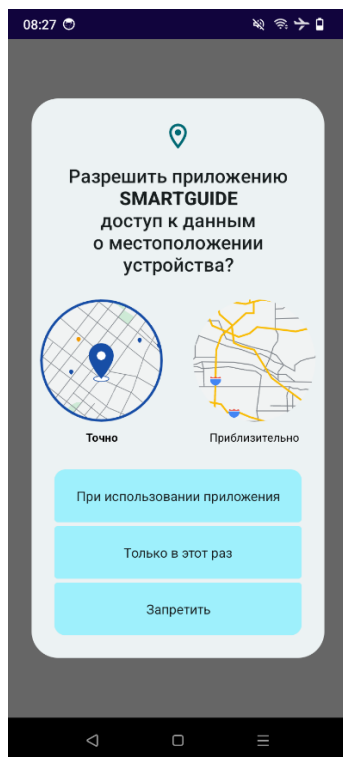 08:27
Разрешить приложению
SMARTGUIDE
доступ к данным
о местоположении
устройства?
Точно
Приблизительно
При использовании приложения
Только в этот раз
Запретить